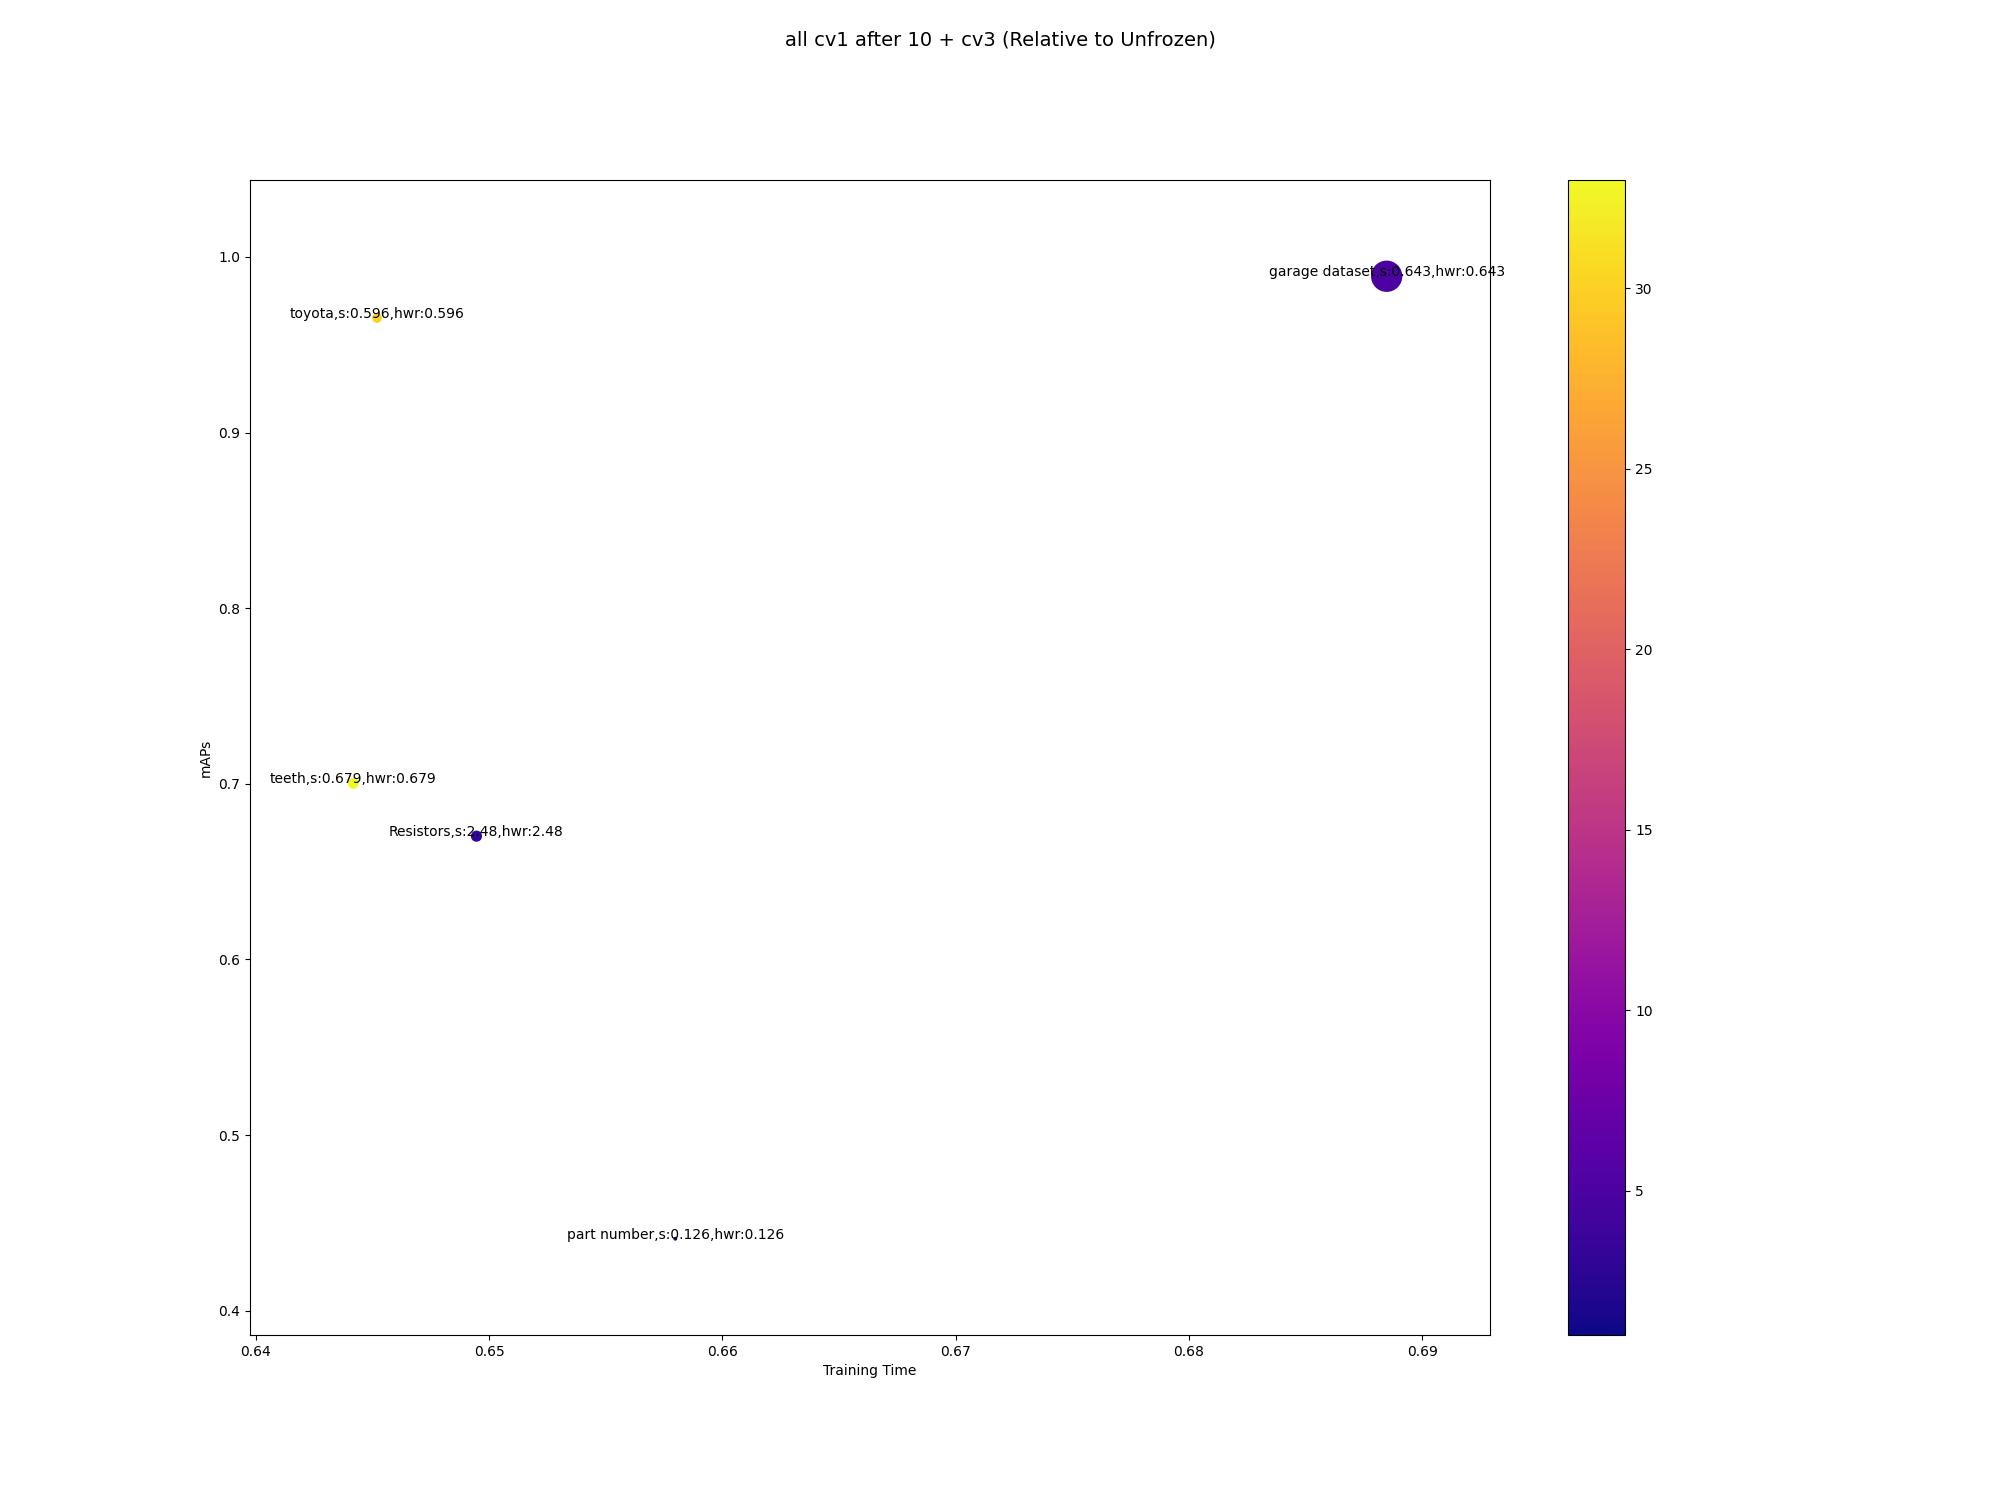 all cv1 after 10 + cv3 (Relative to Unfrozen)
1.0
0.9
0.8
0.7
0.6
0.5
0.4
mAPs
garage dataset,s:0.643,hwr:0.643
toyota,s:0.596,hwr:0.596
teeth,s:0.679,hwr:0.679
Resistors,s:2.48,hwr:2.48
part number,s:0.126,hwr:0.126
0.64 0.65 0.66 0.67 0.68 0.69
Training Time
30
25
20
15
10
5